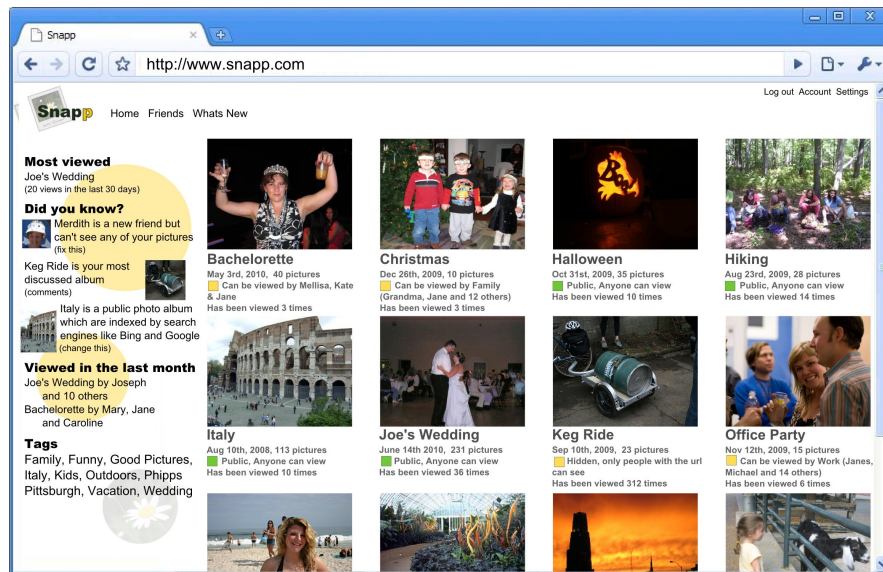 Snapp
http://www.snapp.com
Log out Account Settings
Snapp
Home Friends Whats New
Most viewed
Joe's Wedding
(20 views in the last 30 days)
Did you know?
Merdith is a new friend but
can't see any of your pictures
(fix this)
Keg Ride is your most
discussed album
(comments)
Italy is a public photo album
which are indexed by search
engines like Bing and Google
(change this)
Viewed in the last month
Joe's Wedding by Joseph
and 10 others
Bachelorette by Mary, Jane
and Caroline
Tags
Family, Funny, Good Pictures,
Italy, Kids, Outdoors, Phipps
Pittsburgh, Vacation, Wedding
Bachelorette
May 3rd, 2010, 40 pictures
Can be viewed by Mellisa, Kate
& Jane
Has been viewed 3 times
Christmas
Dec 26th, 2009, 10 pictures
Can be viewed by Family
(Grandma, Jane and 12 others)
Has been viewed 3 times
Halloween
Oct 31st, 2009, 35 pictures
Public, Anyone can view
Has been viewed 10 times
Hiking
Aug 23rd, 2009, 28 pictures
Public, Anyone can view
Has been viewed 14 times
Italy
Aug 10th, 2008, 113 pictures
Public, Anyone can view
Has been viewed 10 times
Joe's Wedding
June 14th 2010, 231 pictures
Public, Anyone can view
Has been viewed 36 times
Keg Ride
Sep 10th, 2009, 23 pictures
Hidden, only people with the url
can see
Has been viewed 312 times
Office Party
Nov 12th, 2009, 15 pictures
Can be viewed by Work (Janes,
Michael and 14 others)
Has been viewed 6 times